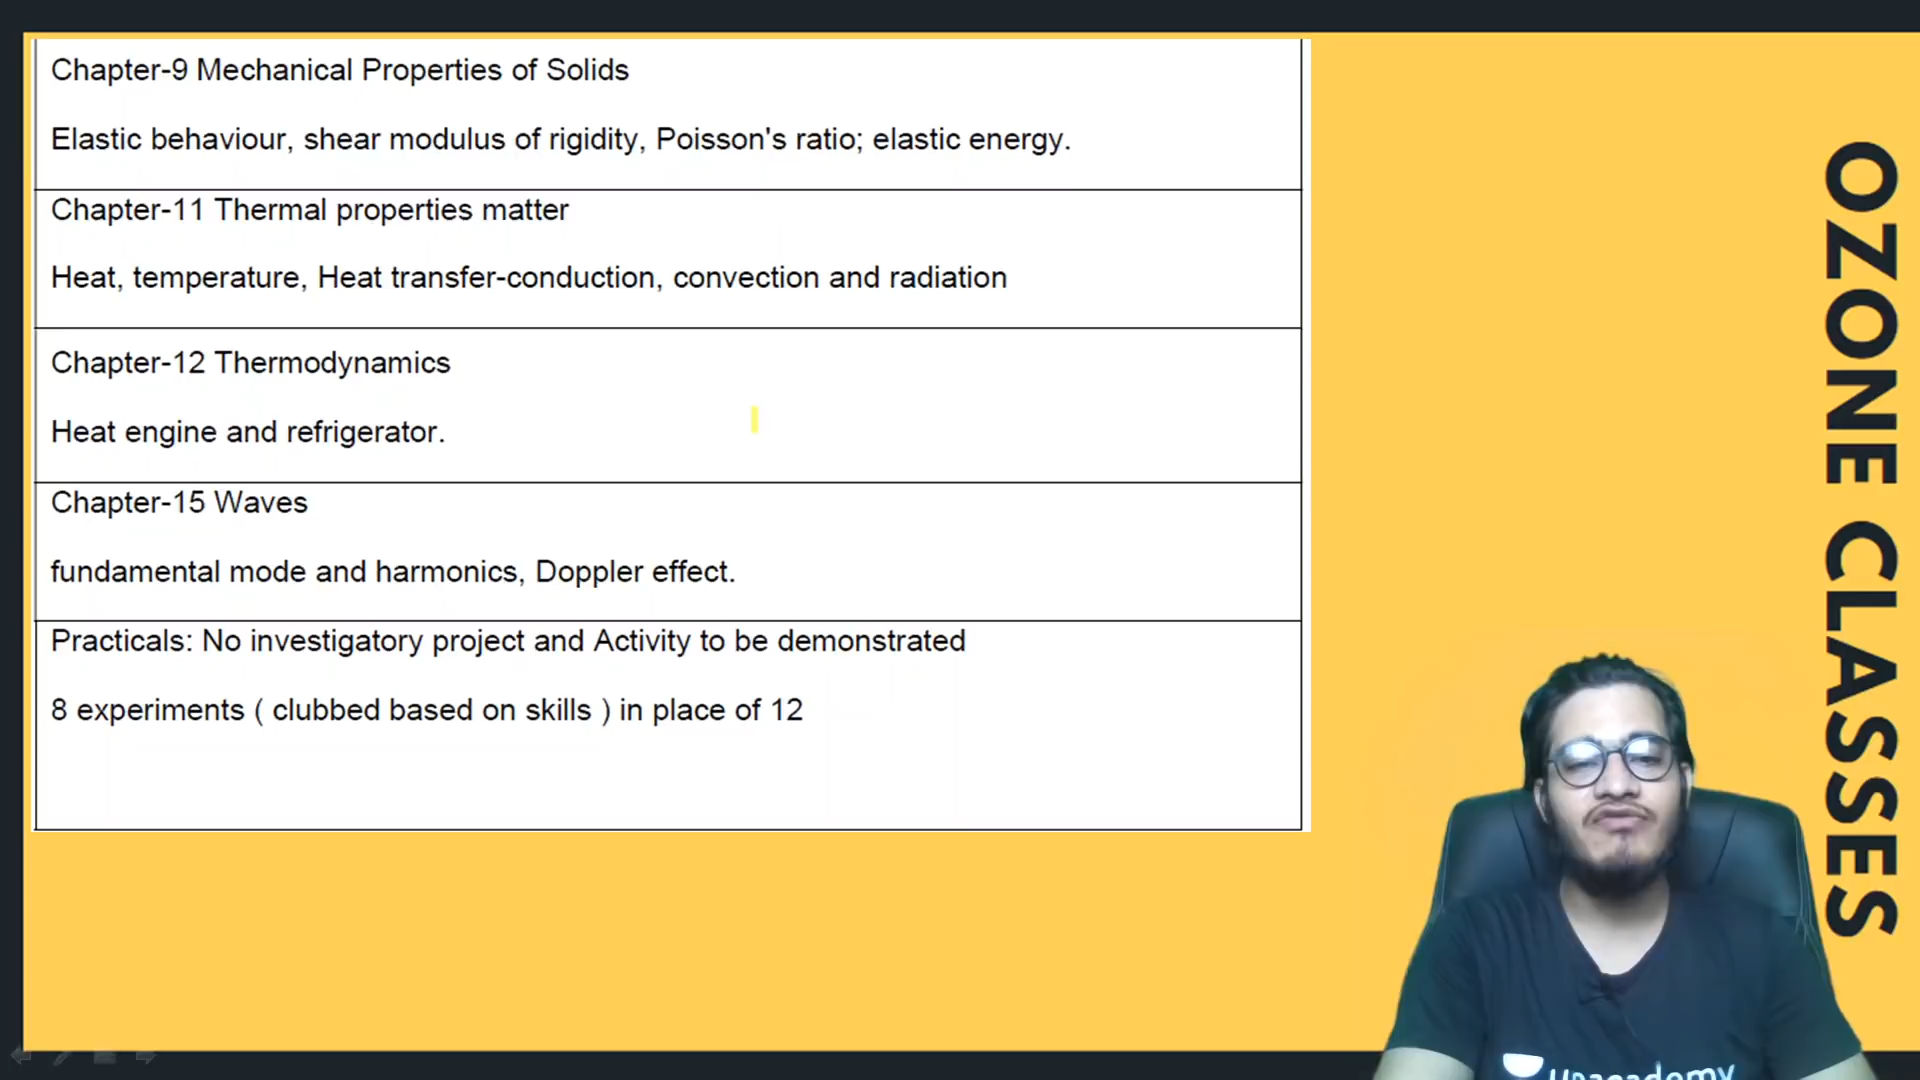 Chapter-9 Mechanical Properties of Solids
Elastic behaviour, shear modulus of rigidity, Poisson's ratio; elastic energy.
Chapter-11 Thermal properties matter
Heat, temperature, Heat transfer-conduction, convection and radiation
Chapter-12 Thermodynamics
Heat engine and refrigerator.
Chapter-15 Waves
fundamental mode and harmonics, Doppler effect.
Practicals: No investigatory project and Activity to be demonstrated
8 experiments ( clubbed based on skills ) in place of 12
OZONE CLASSES
unacademy